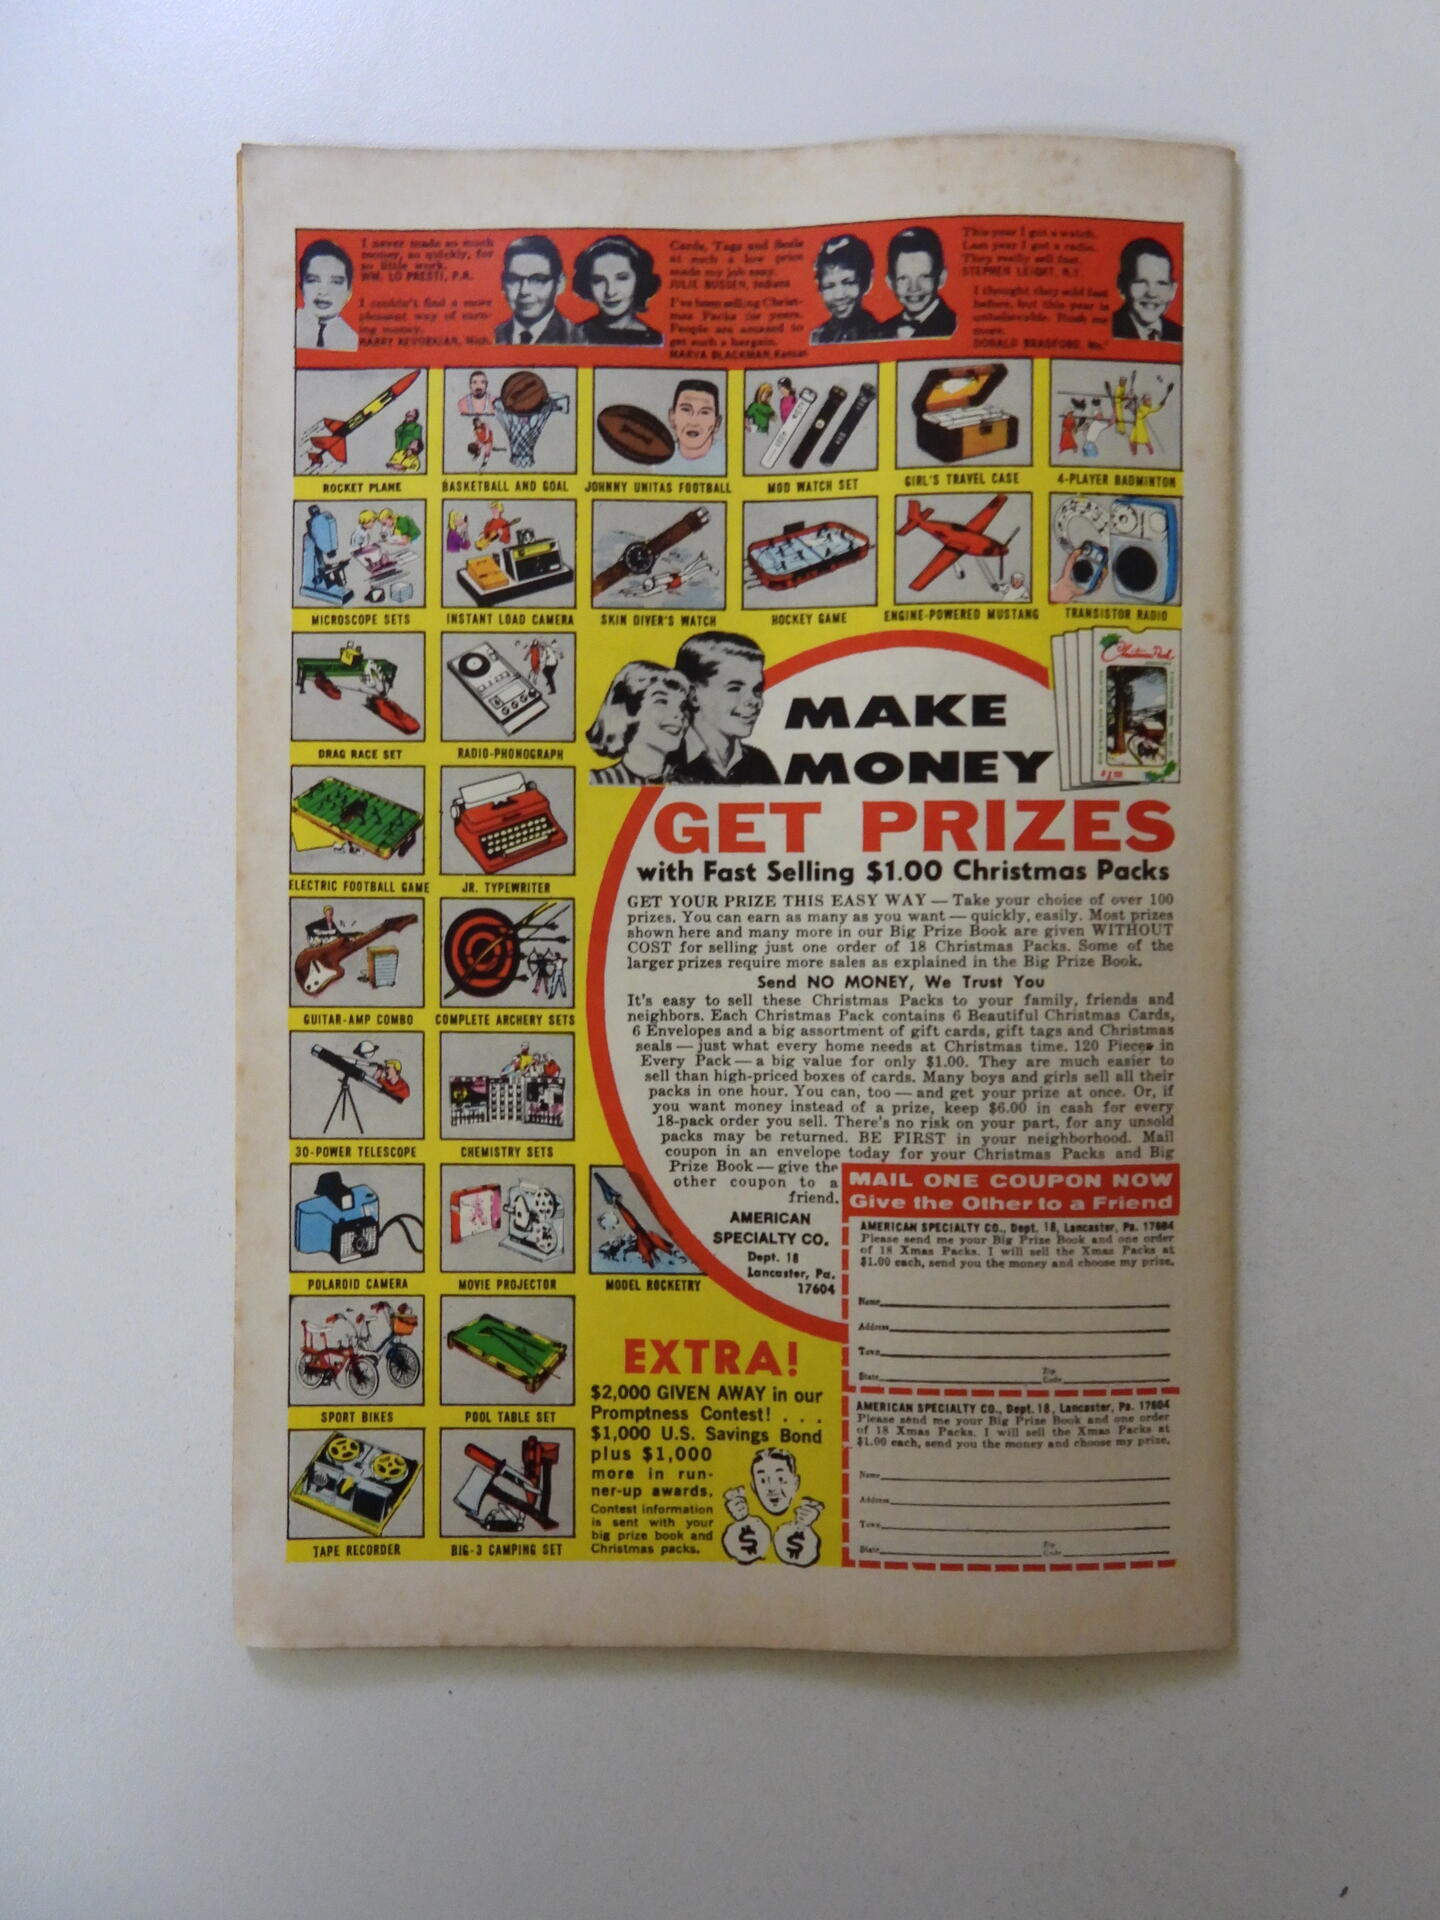 I never made so much
money, so quickly, for
so little work.
WM. LO PRESTI, P.A.
I couldn't find a more
pleasant way of earn-
ing money.
HARRY KEVORKIAN, Mich.
Cards, Tags and Seals
at such a low price
made my job easy.
JULIE BUSSEN, Indiana
I've been selling Christ-
mas Packs for years.
People are amazed to
get such a bargain.
MARVA BLACKMAN, Kansas
This year I got a watch.
Last year I got a radio.
They really sell fast.
STEPHEN LEIGHT, N.Y.
I thought they sold fast
before, but this year is
unbelievable. Rush me
more.
DONALD BRADFORD, Mo."
ROCKET PLANE
BASKETBALL AND GOAL
JOHNNY UNITAS FOOTBALL
MOD WATCH SET
GIRL'S TRAVEL CASE
4-PLAYER BADMINTON
MICROSCOPE SETS
INSTANT LOAD CAMERA
SKIN DIVER'S WATCH
HOCKEY GAME
ENGINE-POWERED MUSTANG
TRANSISTOR RADIO
DRAG RACE SET
RADIO-PHONOGRAPH
ELECTRIC FOOTBALL GAME
JR. TYPEWRITER
GUITAR-AMP COMBO
COMPLETE ARCHERY SETS
30-POWER TELESCOPE
CHEMISTRY SETS
POLAROID CAMERA
MOVIE PROJECTOR
MODEL ROCKETRY
SPORT BIKES
POOL TABLE SET
TAPE RECORDER
BIG-3 CAMPING SET
Christmas Pack
$1.00
MAKE
MONEY
GET PRIZES
with Fast Selling $1.00 Christmas Packs
GET YOUR PRIZE THIS EASY WAY — Take your choice of over 100
prizes. You can earn as many as you want — quickly, easily. Most prizes
shown here and many more in our Big Prize Book are given WITHOUT
COST for selling just one order of 18 Christmas Packs. Some of the
larger prizes require more sales as explained in the Big Prize Book.
Send NO MONEY, We Trust You
It's easy to sell these Christmas Packs to your family, friends and
neighbors. Each Christmas Pack contains 6 Beautiful Christmas Cards,
6 Envelopes and a big assortment of gift cards, gift tags and Christmas
seals — just what every home needs at Christmas time. 120 Pieces in
Every Pack — a big value for only $1.00. They are much easier to
sell than high-priced boxes of cards. Many boys and girls sell all their
packs in one hour. You can, too — and get your prize at once. Or, if
you want money instead of a prize, keep $6.00 in cash for every
18-pack order you sell. There's no risk on your part, for any unsold
packs may be returned. BE FIRST in your neighborhood. Mail
coupon in an envelope today for your Christmas Packs and Big
Prize Book — give the
other coupon to a
friend.
AMERICAN
SPECIALTY CO.
Dept. 18
Lancaster, Pa.
17604
EXTRA!
$2,000 GIVEN AWAY in our
Promptness Contest! . . .
$1,000 U.S. Savings Bond
plus $1,000
more in run-
ner-up awards.
Contest information
is sent with your
big prize book and
Christmas packs.
$ $
MAIL ONE COUPON NOW
Give the Other to a Friend
AMERICAN SPECIALTY CO., Dept. 18, Lancaster, Pa. 17604
Please send me your Big Prize Book and one order
of 18 Xmas Packs. I will sell the Xmas Packs at
$1.00 each, send you the money and choose my prize.
Name
Address
Town
State Zip Code
AMERICAN SPECIALTY CO., Dept. 18, Lancaster, Pa. 17604
Please send me your Big Prize Book and one order
of 18 Xmas Packs. I will sell the Xmas Packs at
$1.00 each, send you the money and choose my prize.
Name
Address
Town
State Zip Code